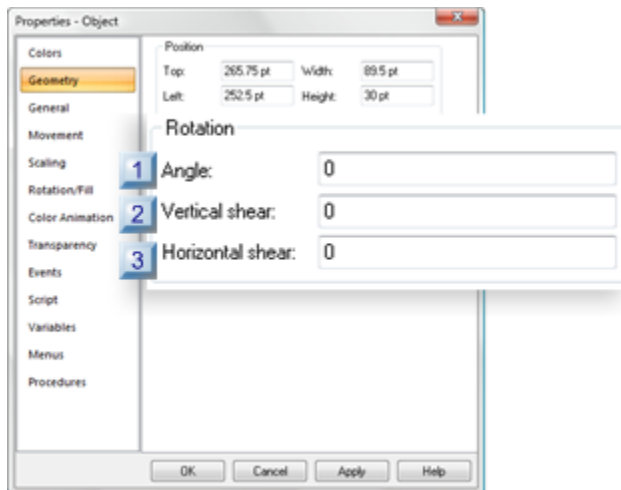 Properties - Object
Colors
Geometry
General
Movement
Scaling
Rotation/Fill
Color Animation
Transparency
Events
Script
Variables
Menus
Procedures
Position
Top: 265.75 pt Width: 89.5 pt
Left: 252.5 pt Height: 30 pt
Rotation
1 Angle: 0
2 Vertical shear: 0
3 Horizontal shear: 0
OK Cancel Apply Help